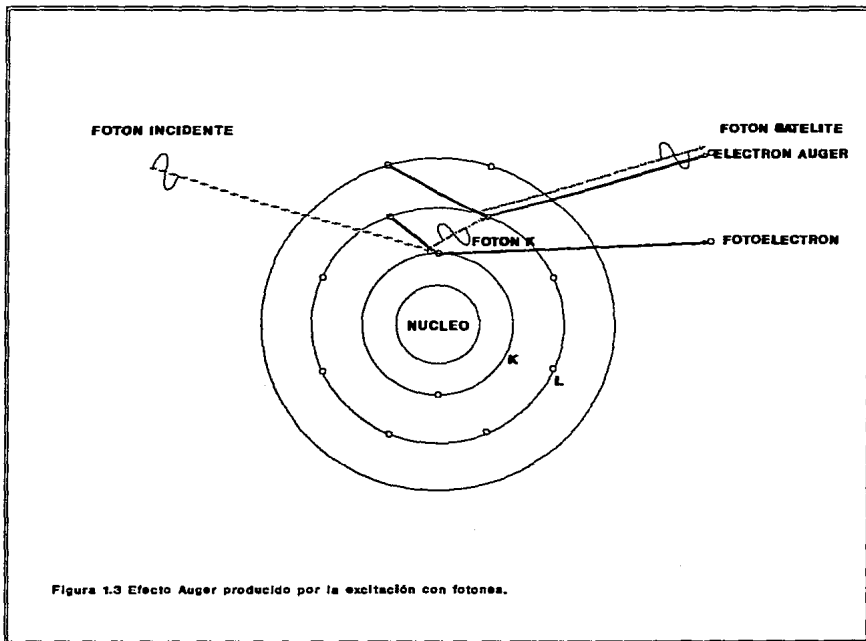 FOTON INCIDENTE
FOTON SATELITE
ELECTRON AUGER
FOTON K
FOTOELECTRON
NUCLEO
K
L
Figura 1.3 Efecto Auger producido por la excitación con fotones.